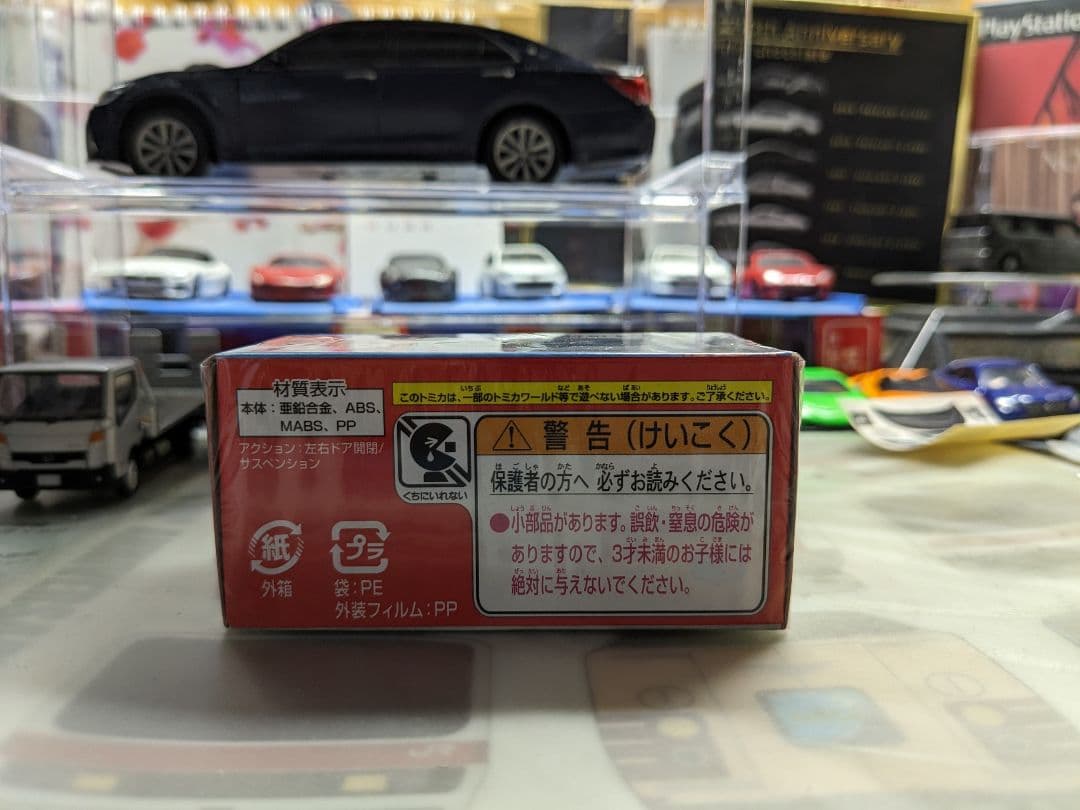 Anniversary
PlayStatio
材質表示
本体：亜鉛合金、ABS、
MABS、PP
アクション：左右ドア開閉/
サスペンション
このトミカは、一部のトミカワールド等で遊べない場合があります。ご了承ください。
くちにいれない
警告（けいこく）
保護者の方へ 必ずお読みください。
●小部品があります。誤飲・窒息の危険が
ありますので、3才未満のお子様には
絶対に与えないでください。
紙
外箱
プラ
袋：PE
外装フィルム：PP